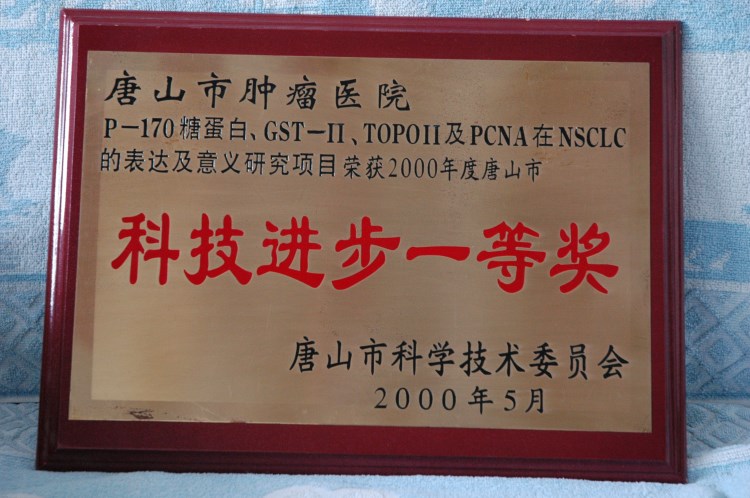 唐山市肿瘤医院
P－170糖蛋白、GST－II、TOPOII及PCNA在NSCLC
的表达及意义研究项目荣获2000年度唐山市
科技进步一等奖
唐山市科学技术委员会
2000年5月